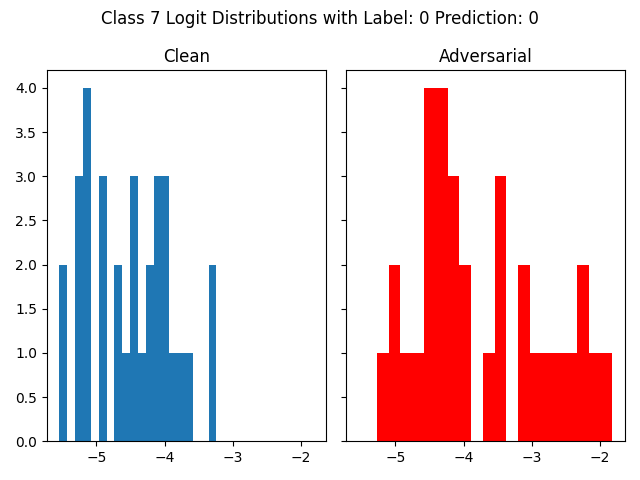 Class 7 Logit Distributions with Label: 0 Prediction: 0
Clean
Adversarial
4.0
3.5
3.0
2.5
2.0
1.5
1.0
0.5
0.0
−5 −4 −3 −2
−5 −4 −3 −2